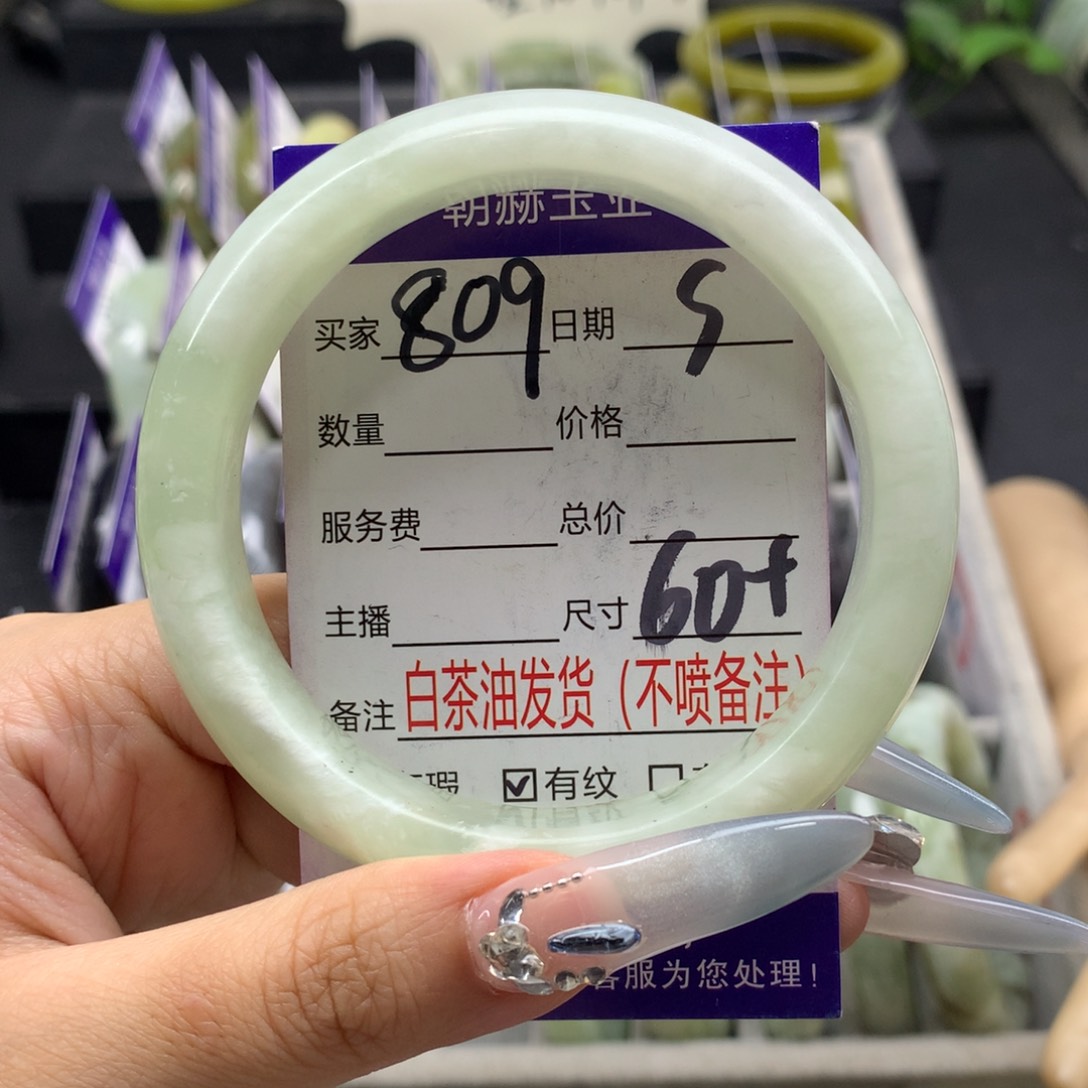 朝赫玉业
买家 809 日期 S
数量 价格
服务费 总价
主播 尺寸 60+
备注 白茶油发货（不喷备注）
瑕 ☑有纹 □
客服为您处理！